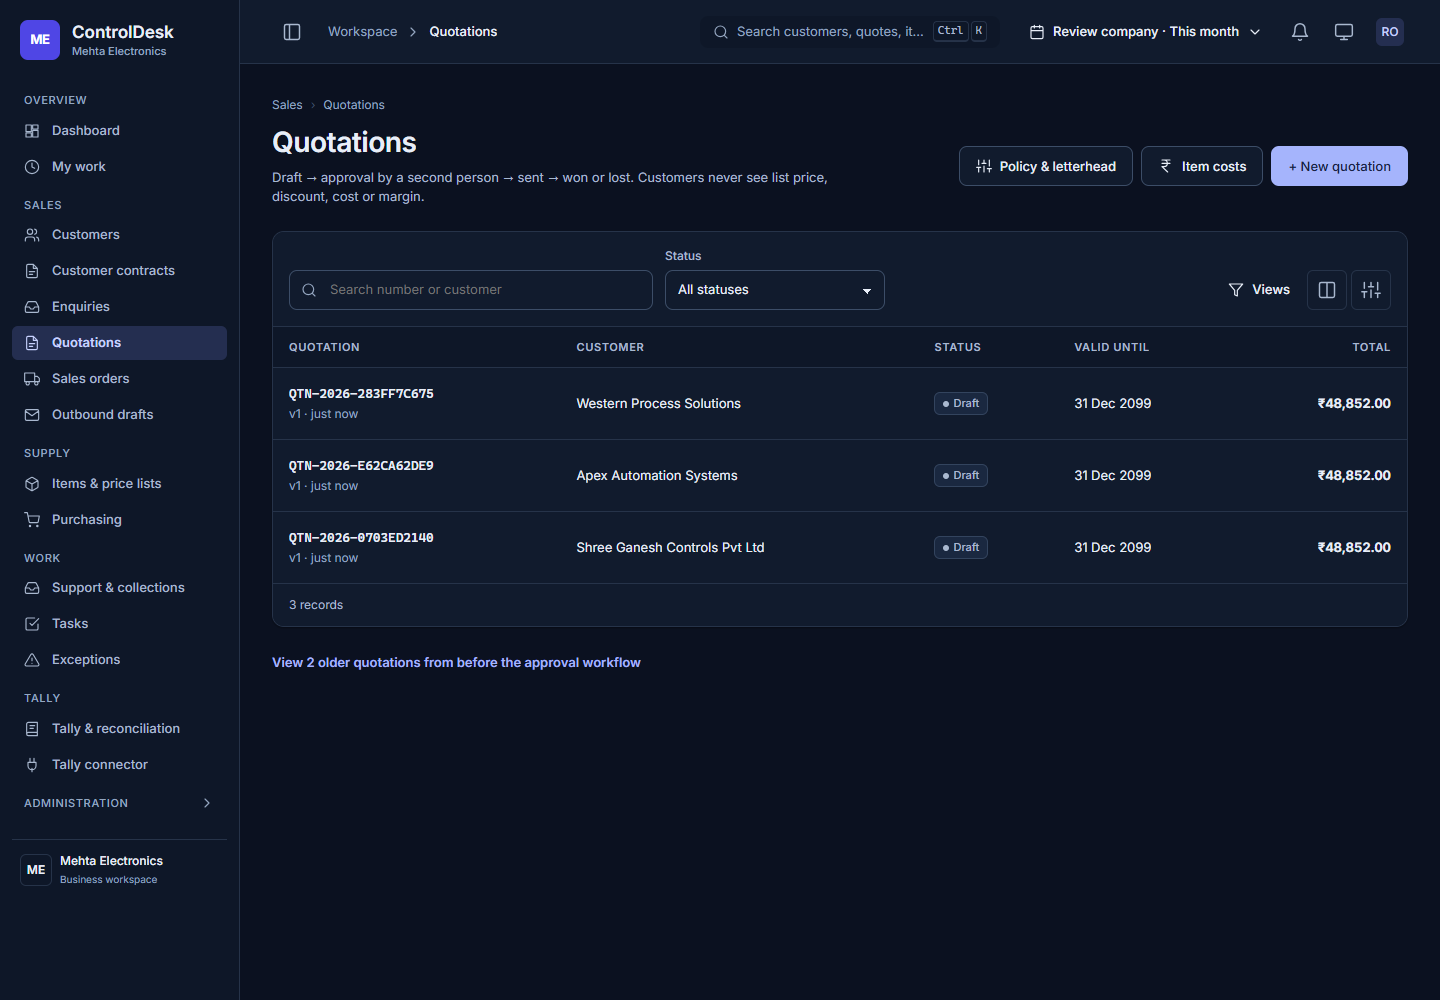 ME
ControlDesk
Mehta Electronics
OVERVIEW
Dashboard
My work
SALES
Customers
Customer contracts
Enquiries
Quotations
Sales orders
Outbound drafts
SUPPLY
Items & price lists
Purchasing
WORK
Support & collections
Tasks
Exceptions
TALLY
Tally & reconciliation
Tally connector
ADMINISTRATION
ME
Mehta Electronics
Business workspace
Workspace > Quotations
Search customers, quotes, it... Ctrl K
Review company · This month
RO
Sales › Quotations
Quotations
Draft → approval by a second person → sent → won or lost. Customers never see list price,
discount, cost or margin.
Policy & letterhead
₹ Item costs
+ New quotation
Status
Search number or customer
All statuses
Views
QUOTATION CUSTOMER STATUS VALID UNTIL TOTAL
QTN-2026-283FF7C675
v1 · just now
Western Process Solutions
Draft
31 Dec 2099
₹48,852.00
QTN-2026-E62CA62DE9
v1 · just now
Apex Automation Systems
Draft
31 Dec 2099
₹48,852.00
QTN-2026-0703ED2140
v1 · just now
Shree Ganesh Controls Pvt Ltd
Draft
31 Dec 2099
₹48,852.00
3 records
View 2 older quotations from before the approval workflow